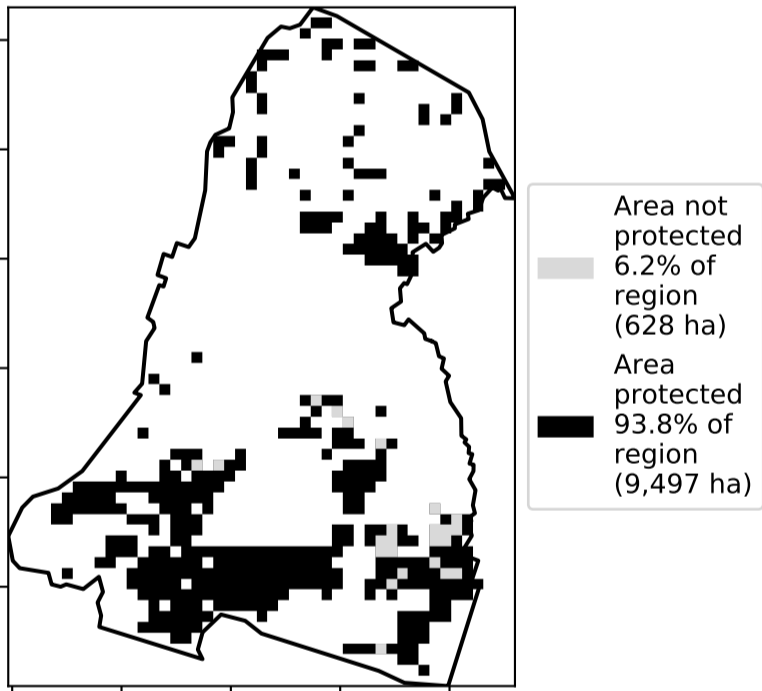 Area not
protected
6.2% of
region
(628 ha)
Area
protected
93.8% of
region
(9,497 ha)